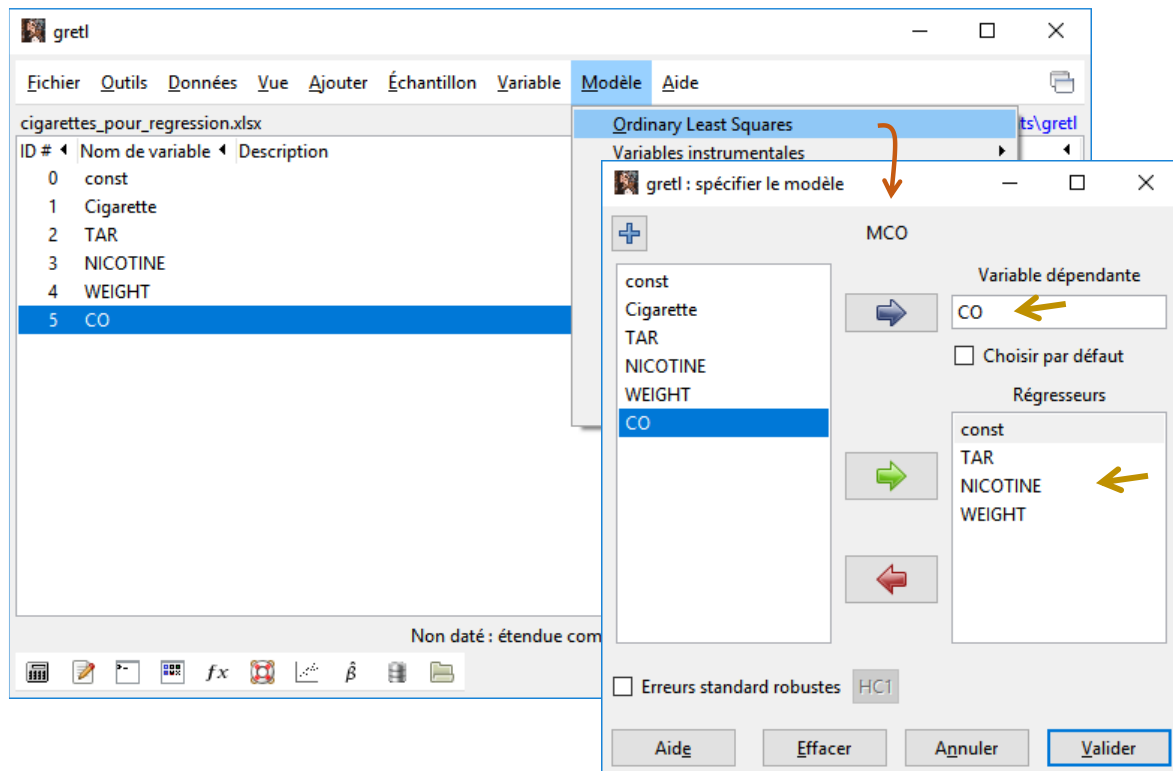 gretl
Fichier Outils Données Vue Ajouter Échantillon Variable Modèle Aide
cigarettes_pour_regression.xlsx
ts\gretl
ID # Nom de variable Description
0 const
1 Cigarette
2 TAR
3 NICOTINE
4 WEIGHT
5 CO
Ordinary Least Squares
Variables instrumentales
Non daté : étendue com
fx
β̂
gretl : spécifier le modèle
MCO
const
Cigarette
TAR
NICOTINE
WEIGHT
CO
Variable dépendante
CO
Choisir par défaut
Régresseurs
const
TAR
NICOTINE
WEIGHT
Erreurs standard robustes HC1
Aide Effacer Annuler Valider